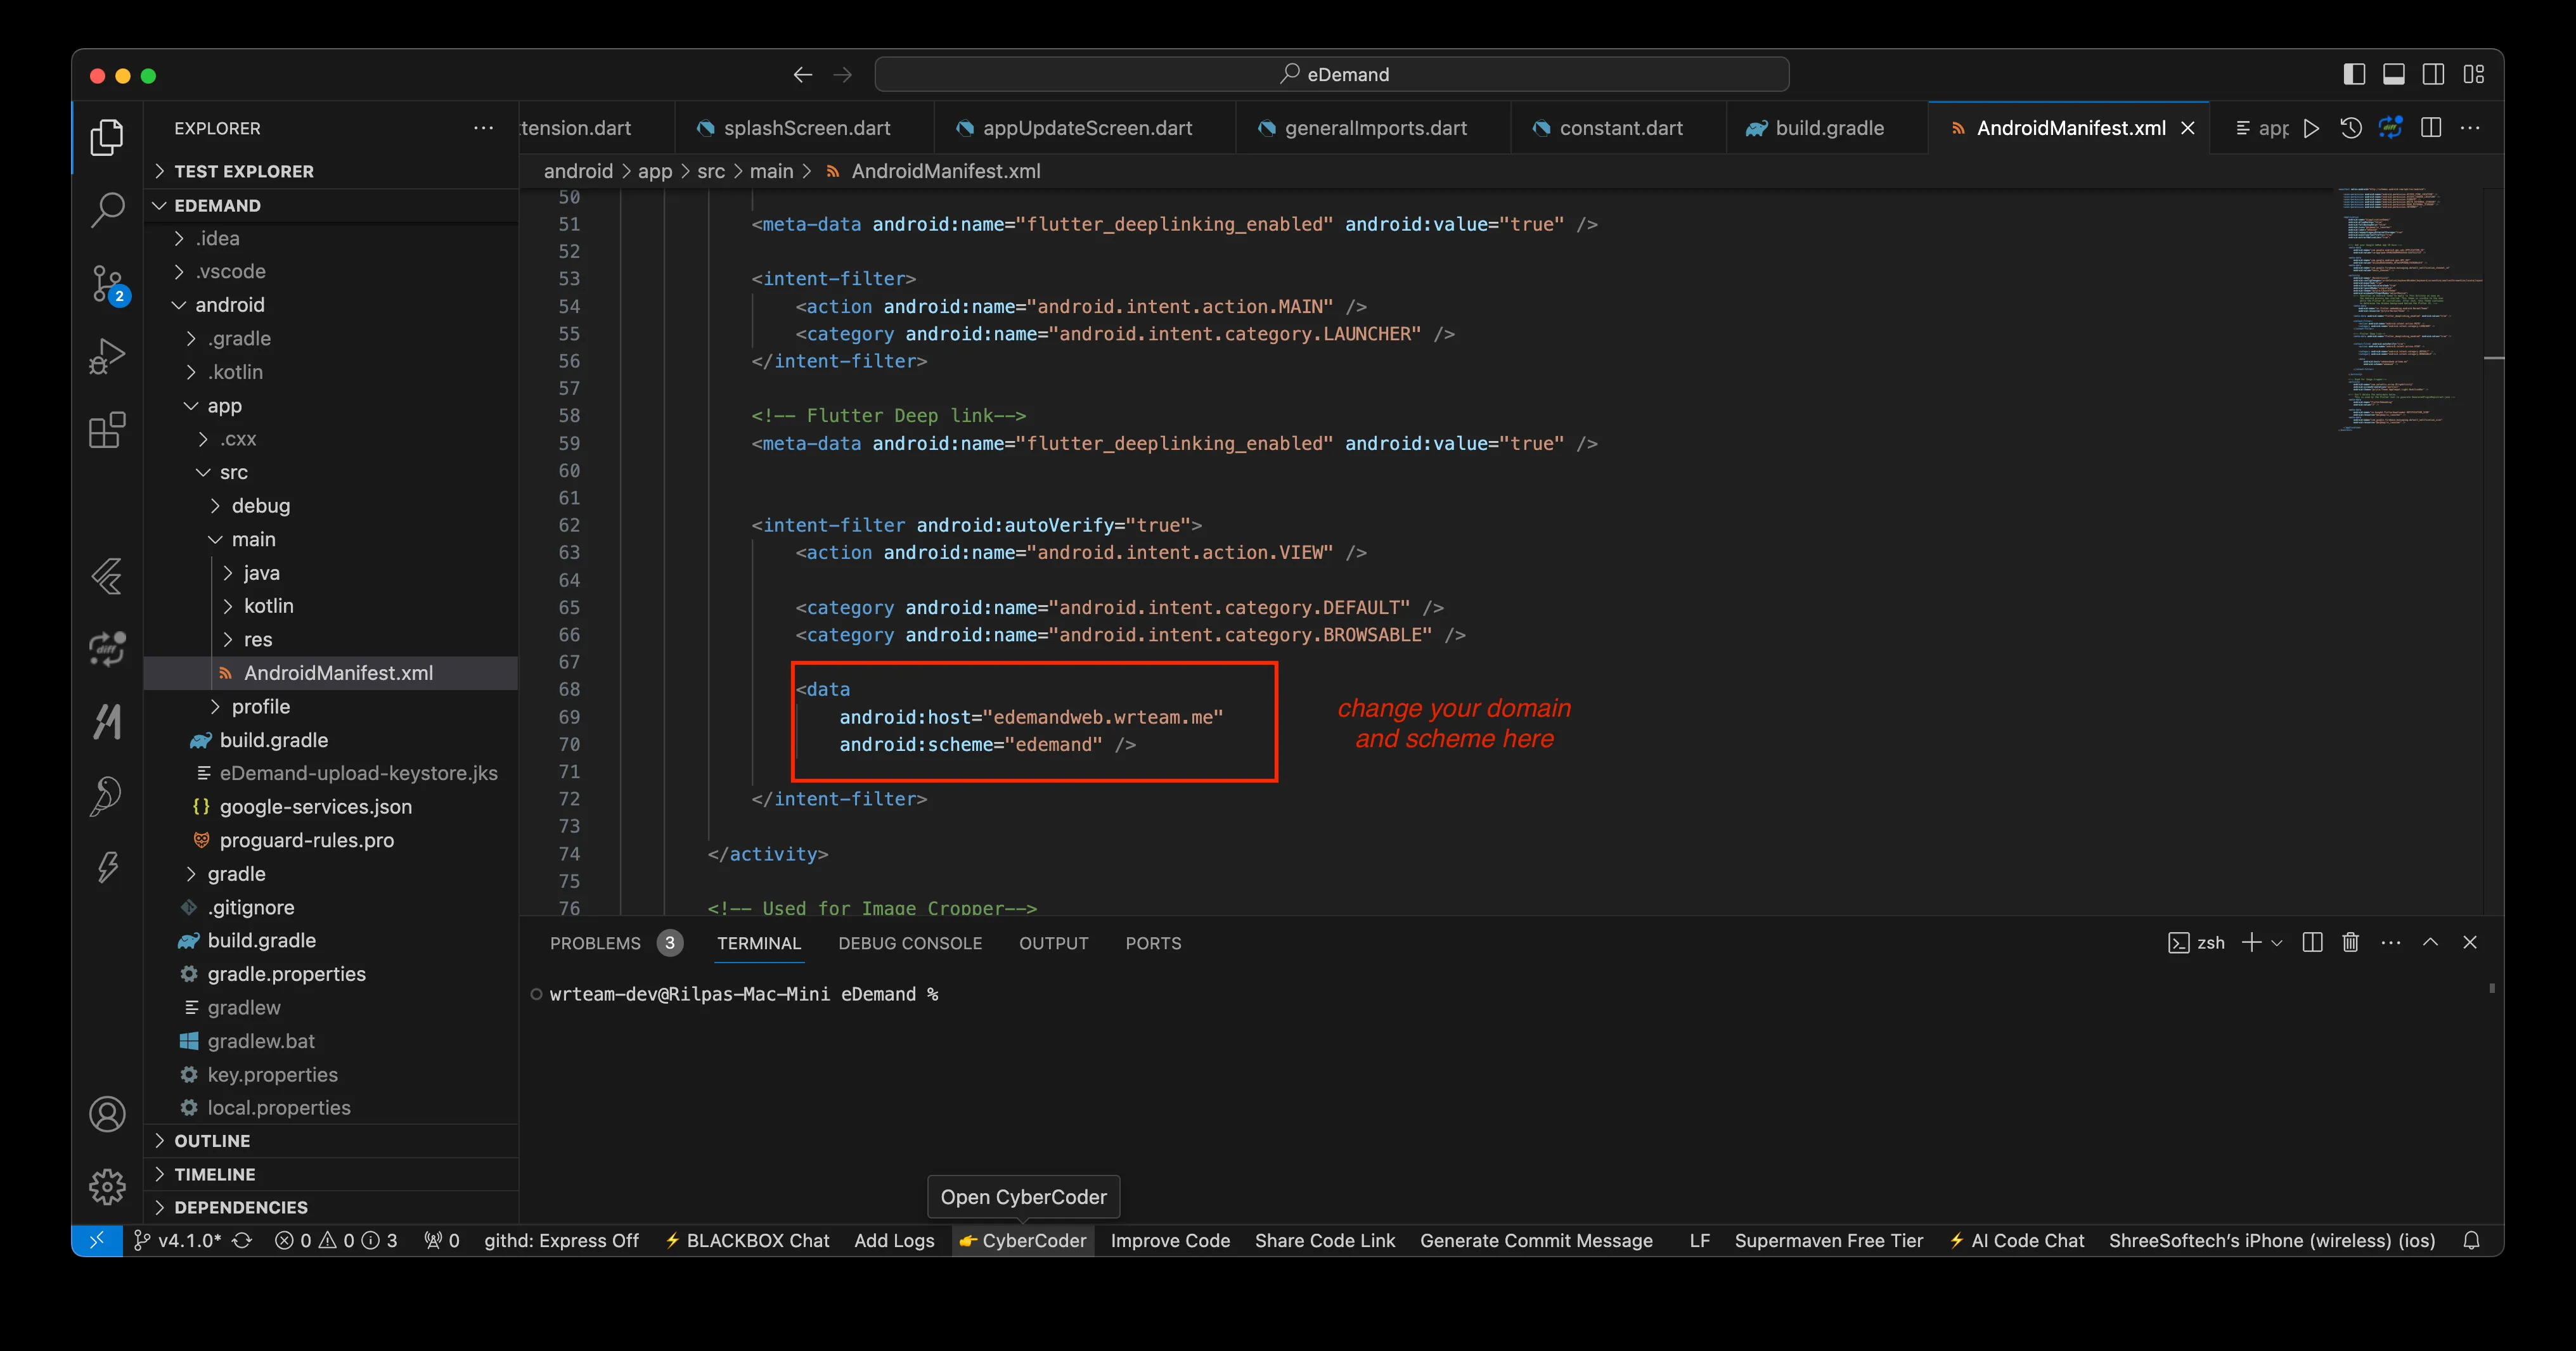 eDemand
EXPLORER
TEST EXPLORER
EDEMAND
.idea
.vscode
android
.gradle
.kotlin
app
.cxx
src
debug
main
java
kotlin
res
AndroidManifest.xml
profile
build.gradle
eDemand-upload-keystore.jks
google-services.json
proguard-rules.pro
gradle
.gitignore
build.gradle
gradle.properties
gradlew
gradlew.bat
key.properties
local.properties
OUTLINE
TIMELINE
DEPENDENCIES
2
diff
tension.dart splashScreen.dart appUpdateScreen.dart generalImports.dart constant.dart build.gradle AndroidManifest.xml app
android > app > src > main > AndroidManifest.xml
50
51 <meta-data android:name="flutter_deeplinking_enabled" android:value="true" />
52
53 <intent-filter>
54 <action android:name="android.intent.action.MAIN" />
55 <category android:name="android.intent.category.LAUNCHER" />
56 </intent-filter>
57
58 <!-- Flutter Deep link-->
59 <meta-data android:name="flutter_deeplinking_enabled" android:value="true" />
60
61
62 <intent-filter android:autoVerify="true">
63 <action android:name="android.intent.action.VIEW" />
64
65 <category android:name="android.intent.category.DEFAULT" />
66 <category android:name="android.intent.category.BROWSABLE" />
67
68 <data
69 android:host="edemandweb.wrteam.me"
70 android:scheme="edemand" />
71
72 </intent-filter>
73
74 </activity>
75
76 <!-- Used for Image Cropper-->
change your domain
and scheme here
PROBLEMS 3 TERMINAL DEBUG CONSOLE OUTPUT PORTS zsh
wrteam-dev@Rilpas-Mac-Mini eDemand %
Open CyberCoder
v4.1.0* 0 0 3 0 githd: Express Off BLACKBOX Chat Add Logs CyberCoder Improve Code Share Code Link Generate Commit Message LF Supermaven Free Tier AI Code Chat ShreeSoftech's iPhone (wireless) (ios)